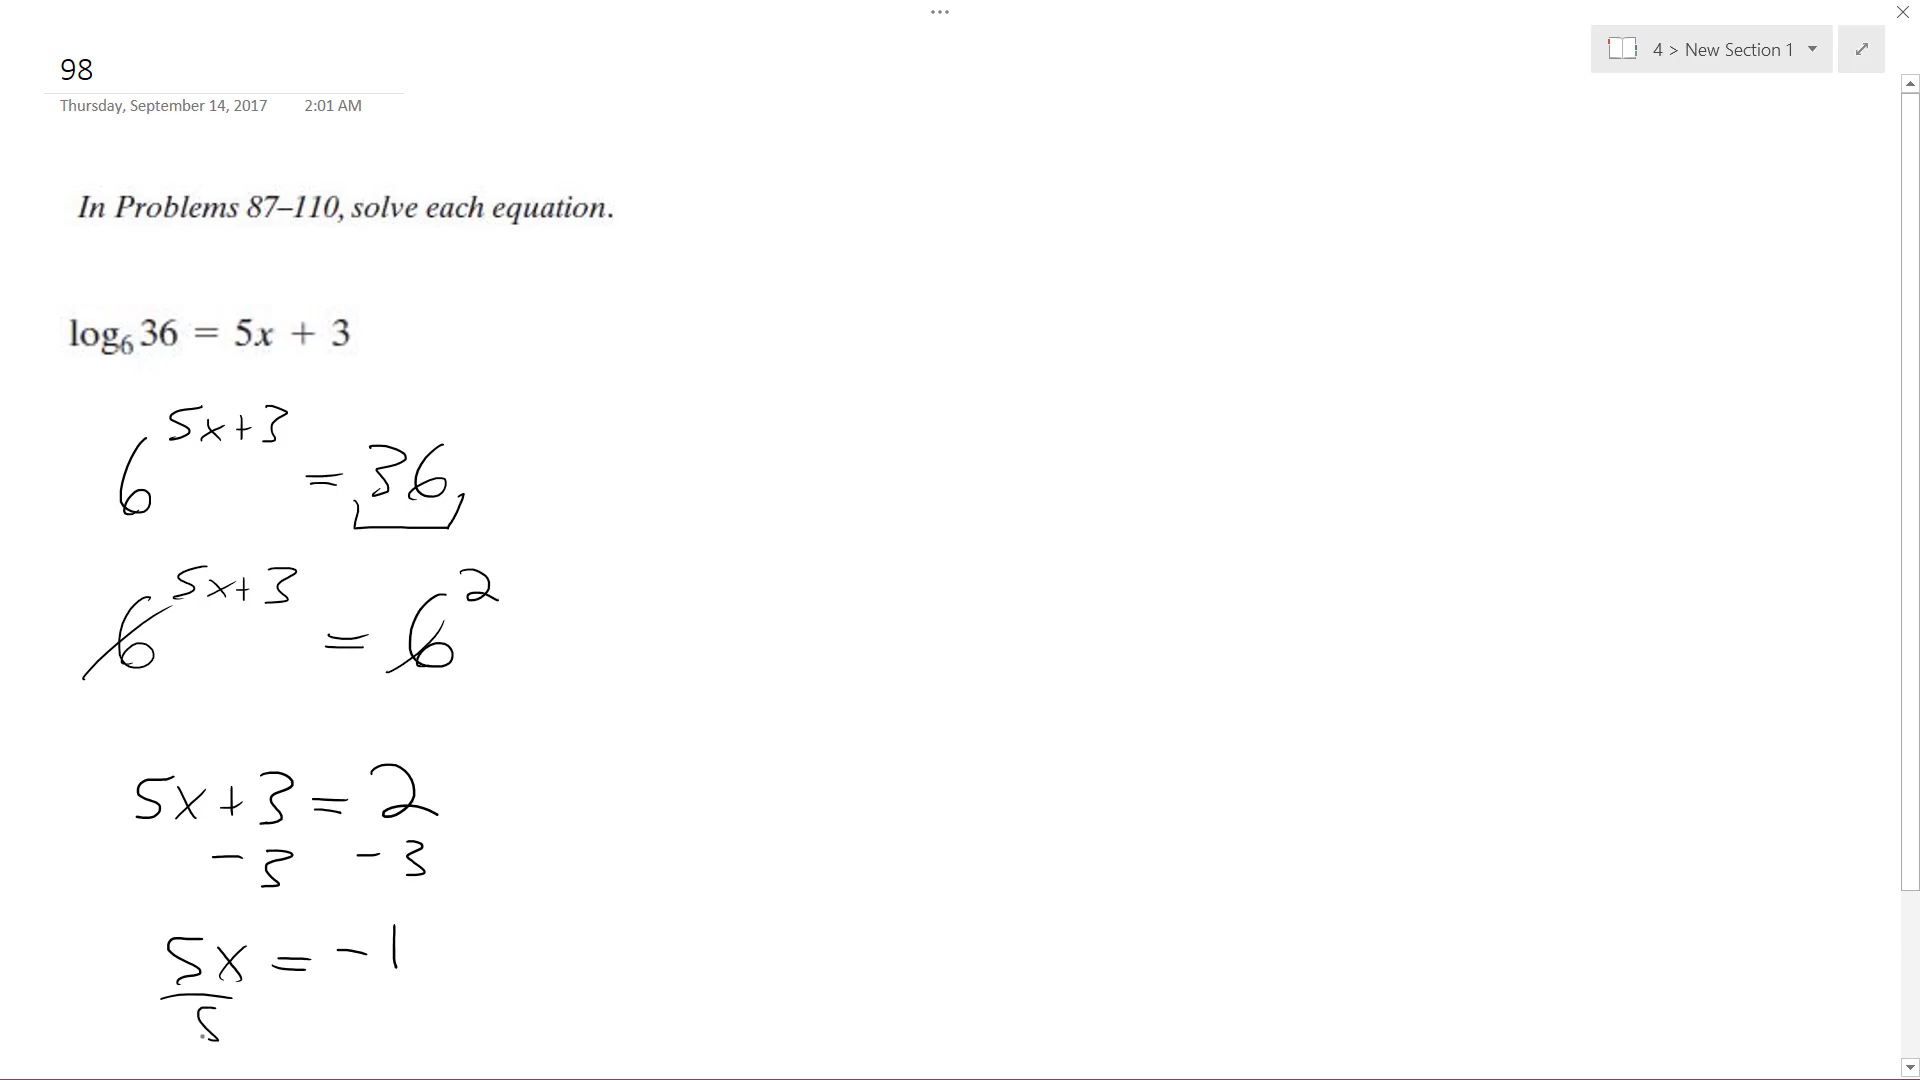 ...
4 > New Section 1
98
Thursday, September 14, 2017 2:01 AM
In Problems 87–110, solve each equation.
log₆ 36 = 5x + 3
6^(5x+3) = 36
6^(5x+3) = 6^2
5x+3=2
-3 -3
5x = -1
5